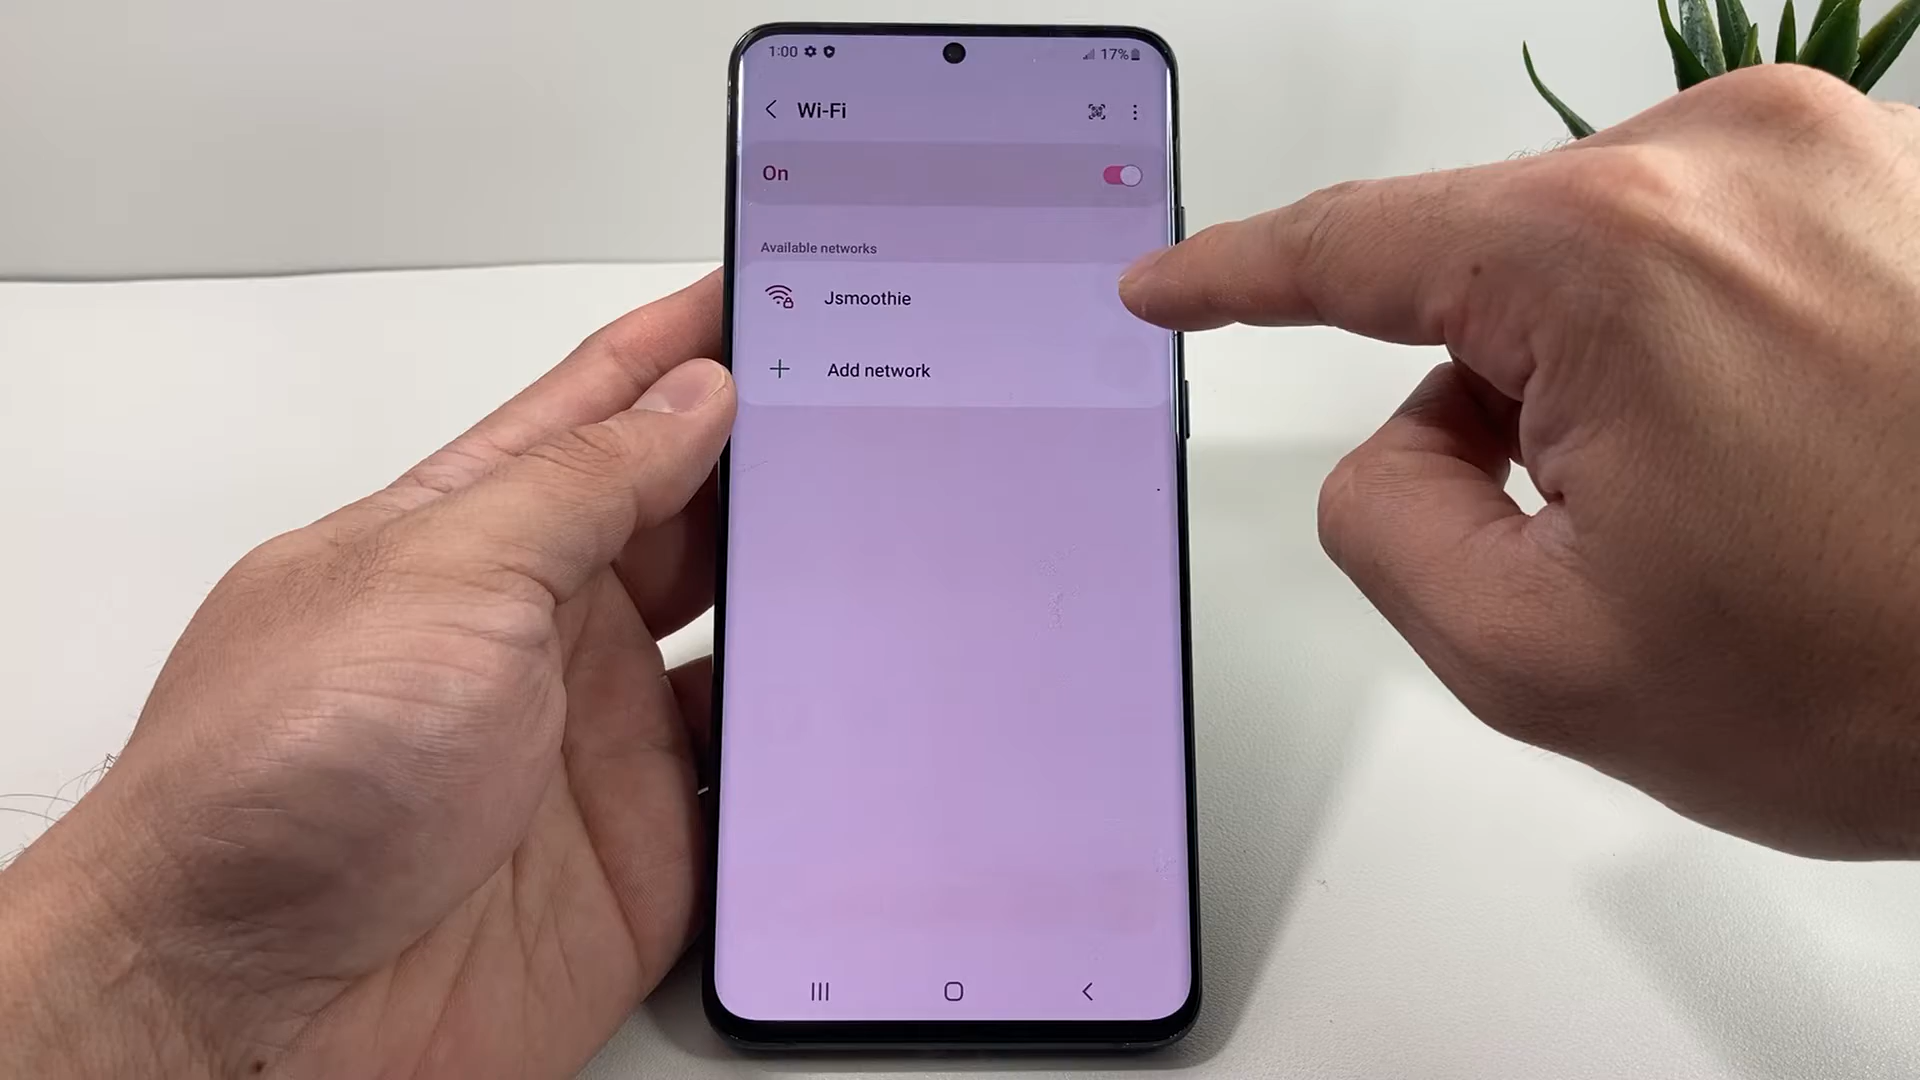 1:00
17%
Wi-Fi
On
Available networks
Jsmoothie
Add network